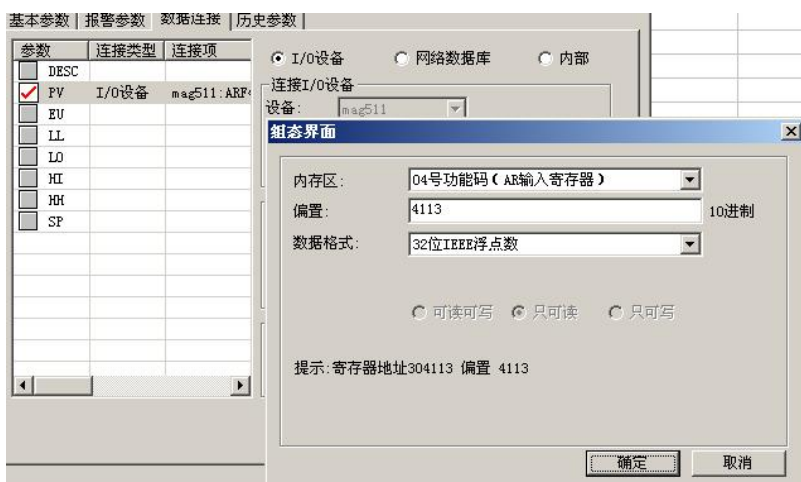 基本参数 报警参数 数据连接 历史参数
参数 连接类型 连接项
DESC
PV I/O设备 mag511:ARF
EU
LL
LO
HI
HH
SP
I/O设备 网络数据库 内部
连接I/O设备
设备: mag511
组态界面
内存区: 04号功能码(AR输入寄存器)
偏置: 4113 10进制
数据格式: 32位IEEE浮点数
可读可写 只可读 只可写
提示:寄存器地址304113 偏置 4113
确定 取消